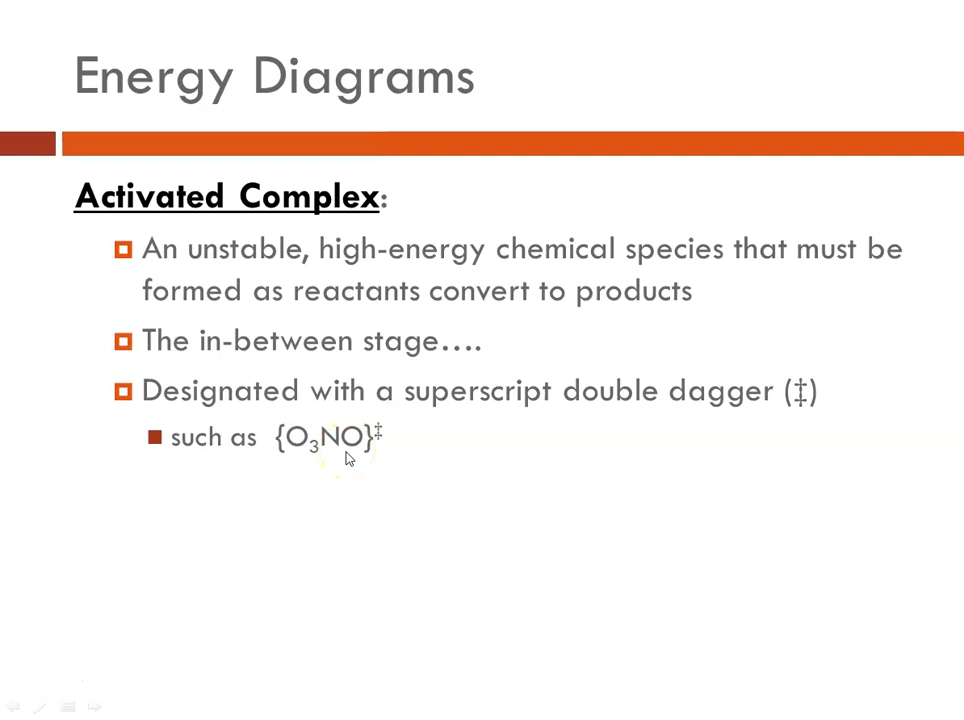 Energy Diagrams
Activated Complex:
An unstable, high-energy chemical species that must be
formed as reactants convert to products
The in-between stage….
Designated with a superscript double dagger (‡)
such as {O₃NO}‡